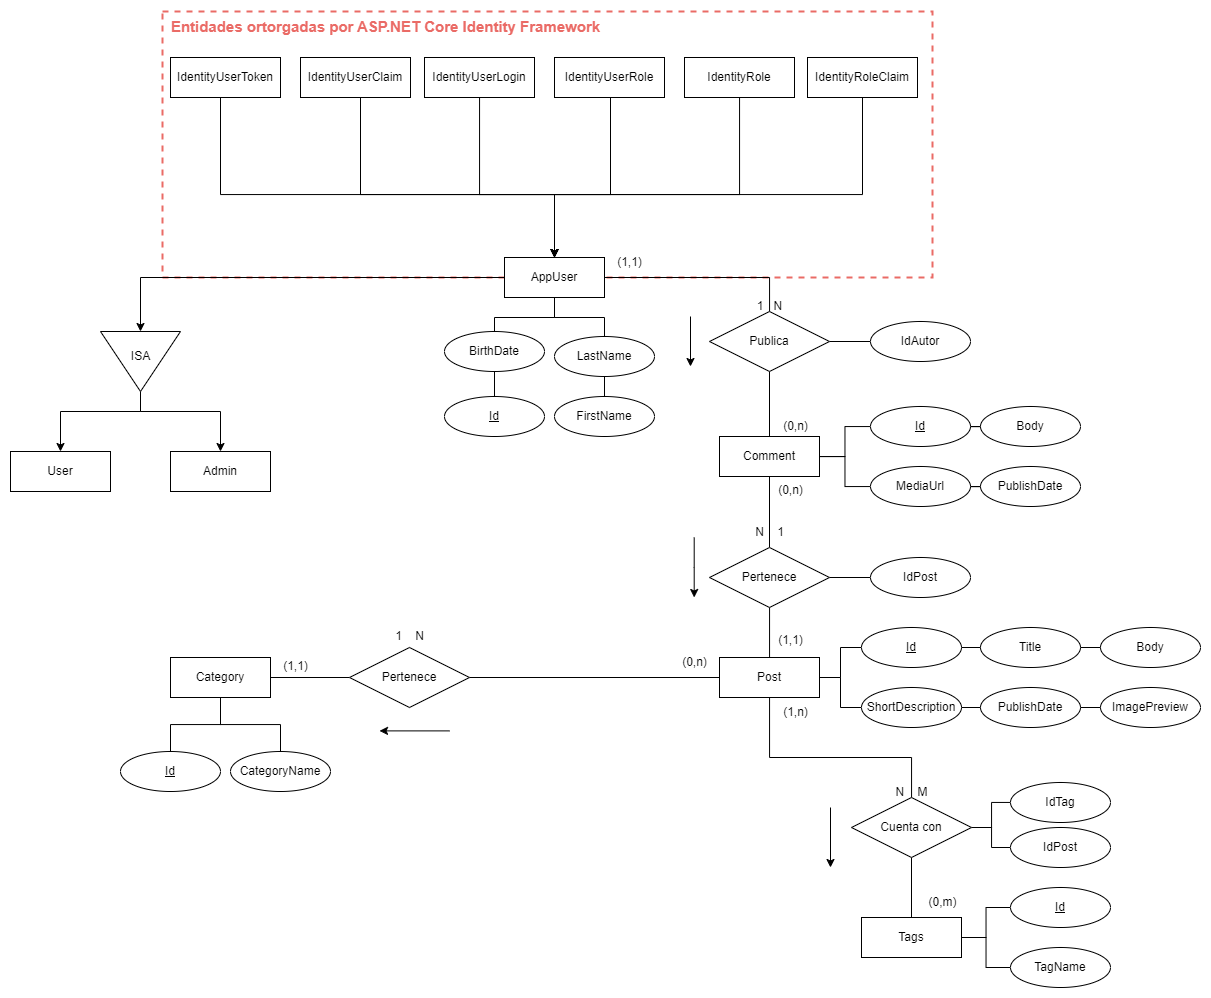 Entidades ortorgadas por ASP.NET Core Identity Framework
IdentityUserToken
IdentityUserClaim
IdentityUserLogin
IdentityUserRole
IdentityRole
IdentityRoleClaim
AppUser
(1,1)
1 N
ISA
BirthDate
LastName
Publica
IdAutor
Id
FirstName
(0,n)
Id
Body
User
Admin
Comment
MediaUrl
PublishDate
(0,n)
N 1
Pertenece
IdPost
1 N
(1,1)
Category
(1,1)
Pertenece
(0,n)
Post
Id
Title
Body
ShortDescription
PublishDate
ImagePreview
(1,n)
Id
CategoryName
N M
Cuenta con
IdTag
IdPost
(0,m)
Tags
Id
TagName